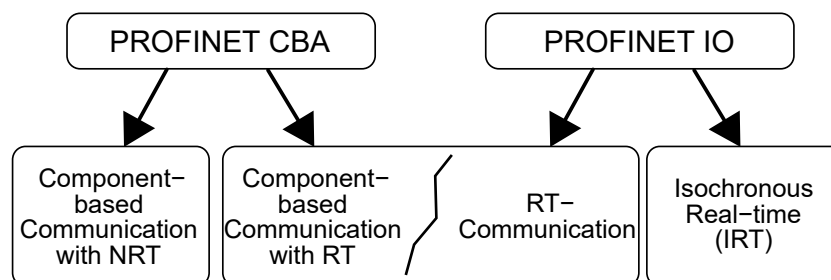 PROFINET CBA
PROFINET IO
Component-
based
Communication
with NRT
Component-
based
Communication
with RT
RT-
Communication
Isochronous
Real-time
(IRT)